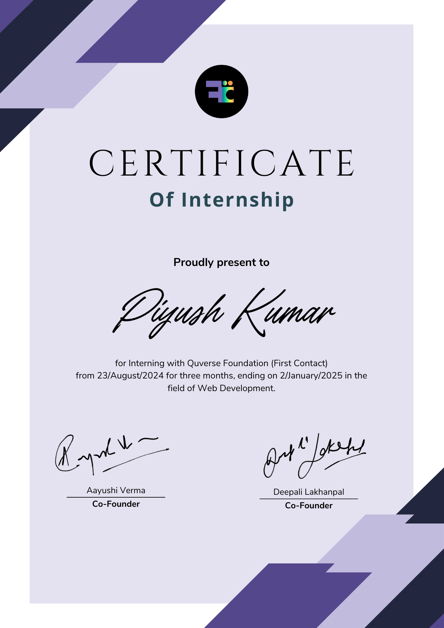 CERTIFICATE
Of Internship
Proudly present to
Piyush Kumar
for Interning with Quverse Foundation (First Contact)
from 23/August/2024 for three months, ending on 2/January/2025 in the
field of Web Development.
Aayushi Verma
Co-Founder
Deepali Lakhanpal
Co-Founder